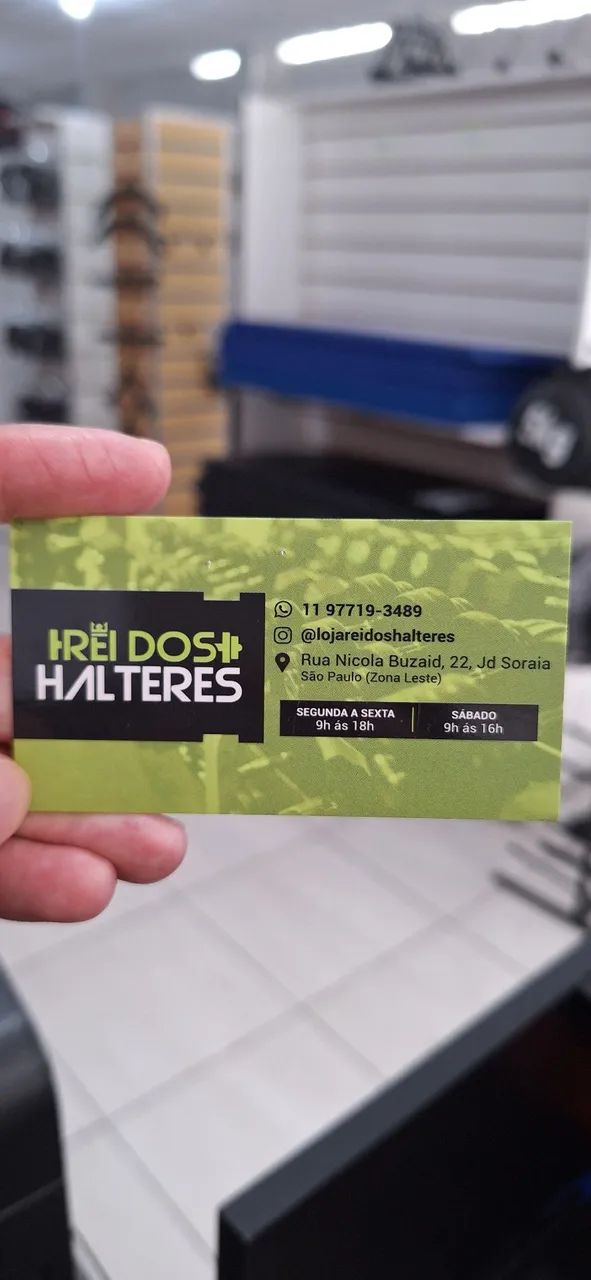 REI DOS
HALTERES
11 97719-3489
@lojareidoshalteres
Rua Nicola Buzaid, 22, Jd Soraia
São Paulo (Zona Leste)
SEGUNDA A SEXTA
9h ás 18h
SÁBADO
9h ás 16h